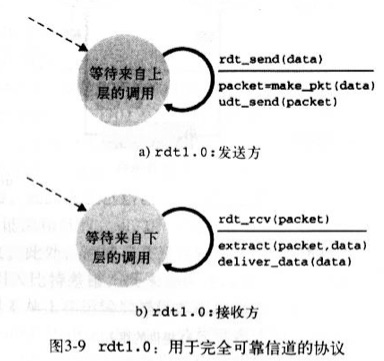 等待来自上
层的调用
rdt_send(data)
packet=make_pkt(data)
udt_send(packet)
a)rdt1.0:发送方
等待来自下
层的调用
rdt_rcv(packet)
extract(packet,data)
deliver_data(data)
b)rdt1.0:接收方
图3-9 rdt1.0：用于完全可靠信道的协议